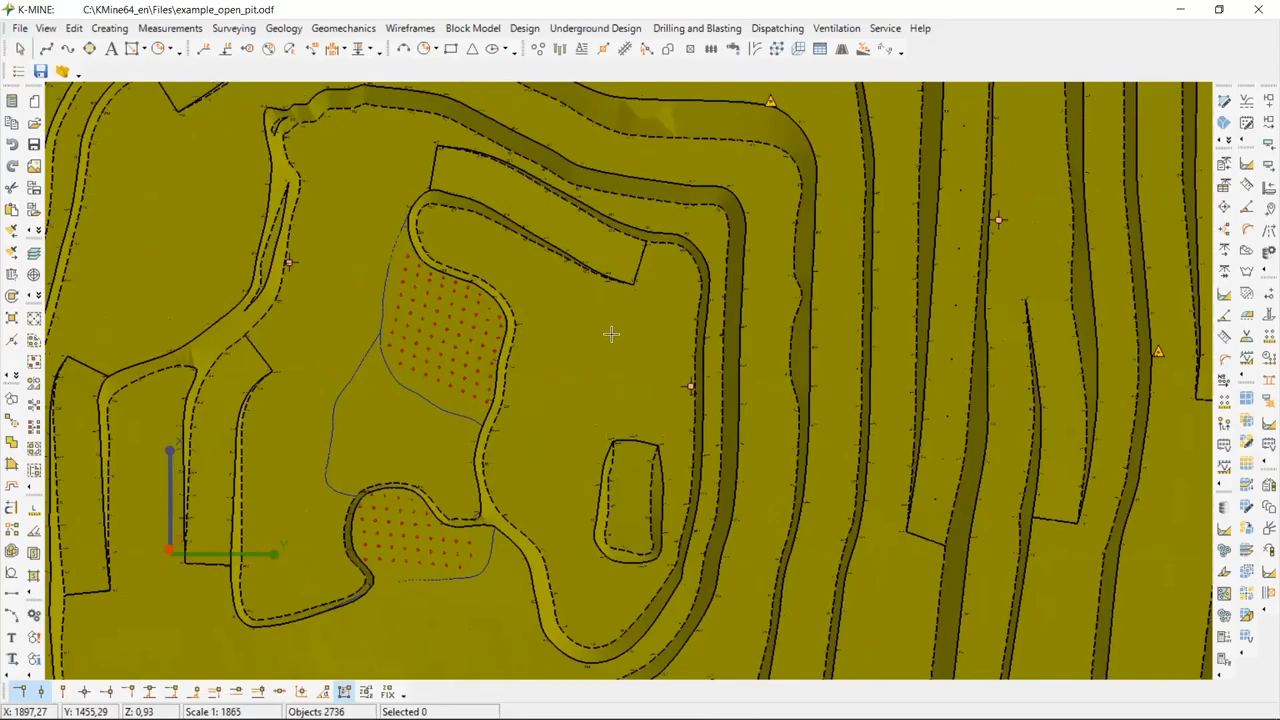 K-MINE: C:\KMine64_en\Files\example_open_pit.odf
File View Edit Creating Measurements Surveying Geology Geomechanics Wireframes Block Model Design Underground Design Drilling and Blasting Dispatching Ventilation Service Help
X
Y
FIX
X: 1897,27 Y: 1455,29 Z: 0,93 Scale 1: 1865 Objects 2736 Selected 0